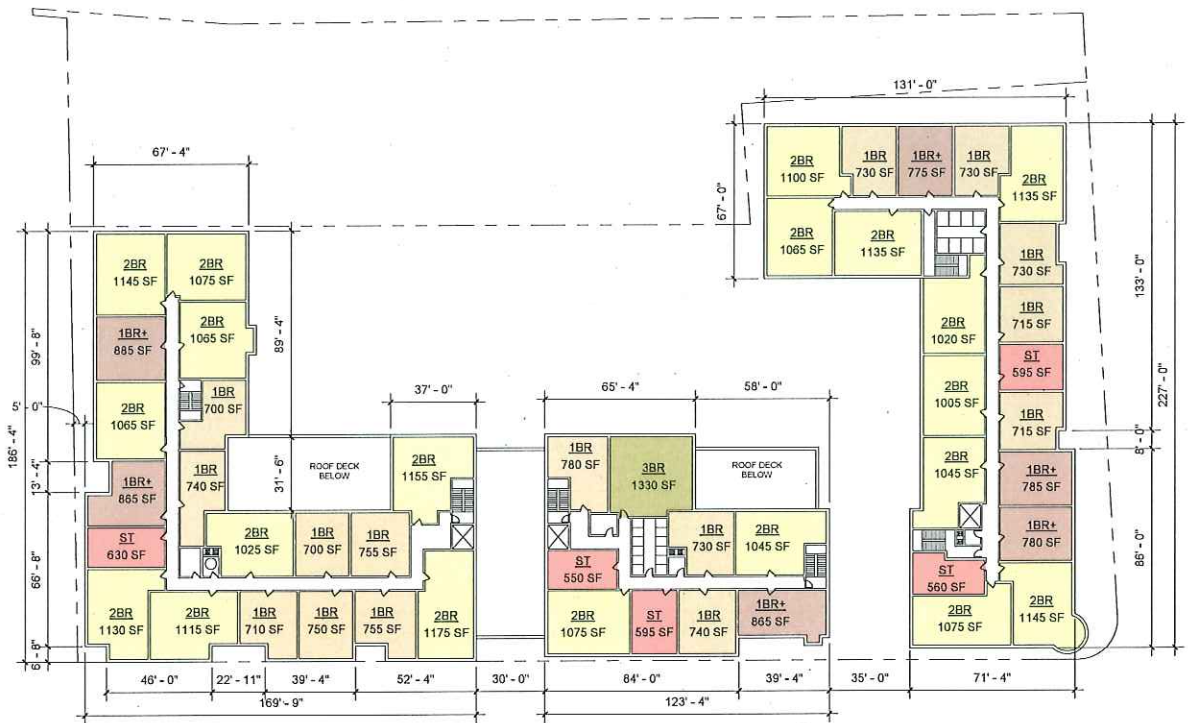 131' - 0"
67' - 4"
67' - 0"
2BR
1100 SF
1BR
730 SF
1BR+
775 SF
1BR
730 SF
2BR
1135 SF
2BR
1065 SF
2BR
1135 SF
1BR
730 SF
1BR
715 SF
ST
595 SF
1BR
715 SF
1BR+
785 SF
1BR+
780 SF
2BR
1145 SF
2BR
1020 SF
2BR
1005 SF
2BR
1045 SF
ST
560 SF
2BR
1075 SF
133' - 0"
227' - 0"
8' - 0"
86' - 0"
2BR
1145 SF
2BR
1075 SF
1BR+
885 SF
2BR
1065 SF
2BR
1065 SF
1BR
700 SF
1BR+
865 SF
1BR
740 SF
ST
630 SF
2BR
1130 SF
2BR
1115 SF
1BR
710 SF
1BR
750 SF
1BR
755 SF
2BR
1175 SF
2BR
1025 SF
1BR
700 SF
1BR
755 SF
2BR
1155 SF
ROOF DECK
BELOW
99' - 8"
89' - 4"
186' - 4"
5' - 0"
13' - 4"
66' - 8"
6' - 8"
31' - 6"
37' - 0"
65' - 4"
58' - 0"
1BR
780 SF
3BR
1330 SF
ROOF DECK
BELOW
1BR
730 SF
2BR
1045 SF
ST
550 SF
2BR
1075 SF
ST
595 SF
1BR
740 SF
1BR+
865 SF
46' - 0"
22' - 11"
39' - 4"
52' - 4"
30' - 0"
84' - 0"
39' - 4"
35' - 0"
71' - 4"
169' - 9"
123' - 4"